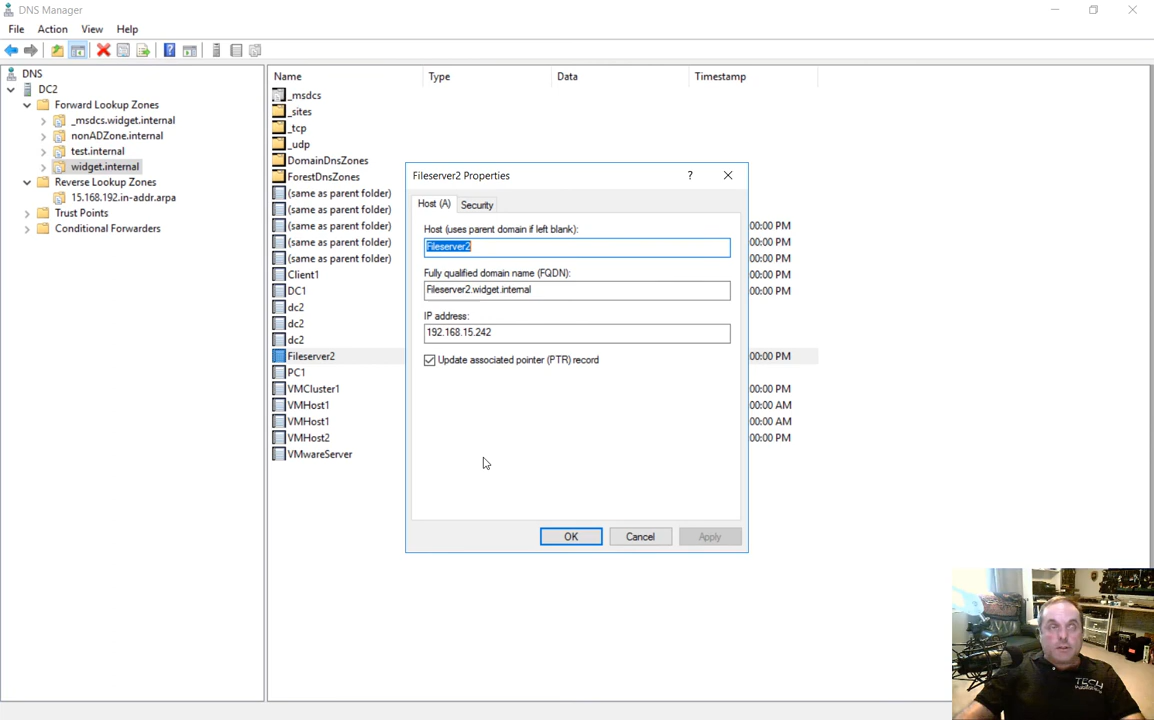 DNS Manager
File Action View Help
DNS
DC2
Forward Lookup Zones
_msdcs.widget.internal
nonADZone.internal
test.internal
widget.internal
Reverse Lookup Zones
15.168.192.in-addr.arpa
Trust Points
Conditional Forwarders
Name Type Data Timestamp
_msdcs
_sites
_tcp
_udp
DomainDnsZones
ForestDnsZones
(same as parent folder)
(same as parent folder)
(same as parent folder) 00:00 PM
(same as parent folder) 00:00 PM
(same as parent folder) 00:00 PM
Client1 00:00 PM
DC1 00:00 PM
dc2
dc2
dc2
Fileserver2 00:00 PM
PC1
VMCluster1 00:00 PM
VMHost1 00:00 AM
VMHost1 00:00 AM
VMHost2 00:00 PM
VMwareServer
Fileserver2 Properties
Host (A) Security
Host (uses parent domain if left blank):
Fileserver2
Fully qualified domain name (FQDN):
Fileserver2.widget.internal
IP address:
192.168.15.242
Update associated pointer (PTR) record
OK Cancel Apply
TECH